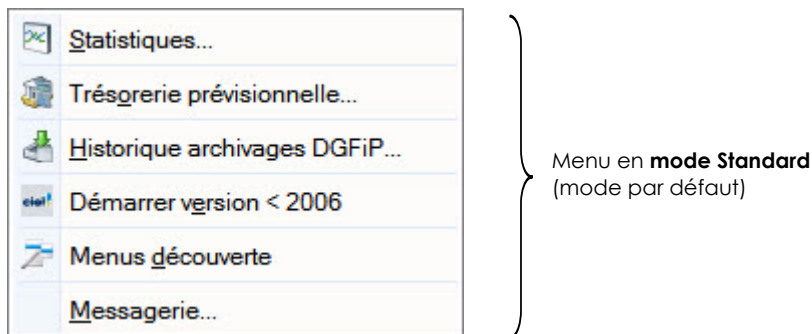 Statistiques...
Trésorerie prévisionnelle...
Historique archivages DGFiP...
ciel! Démarrer version < 2006
Menus découverte
Messagerie...
Menu en mode Standard
(mode par défaut)